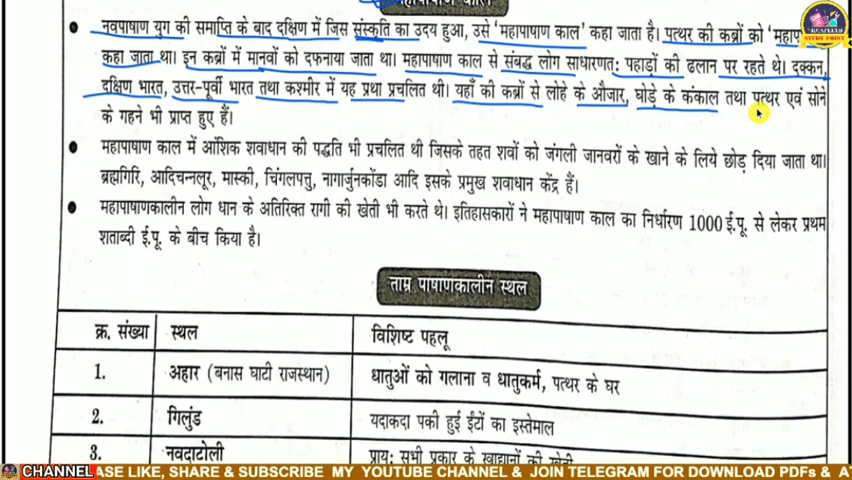 महापाषाण काल
नवपाषाण युग की समाप्ति के बाद दक्षिण में जिस संस्कृति का उदय हुआ, उसे 'महापाषाण काल' कहा जाता है। पत्थर की कब्रों को
कहा जाता था। इन कब्रों में मानवों को दफनाया जाता था। महापाषाण काल से संबद्ध लोग साधारणत: पहाड़ों की ढलान पर रहते थे। दक्कन,
दक्षिण भारत, उत्तर-पूर्वी भारत तथा कश्मीर में यह प्रथा प्रचलित थी। यहाँ की कब्रों से लोहे के औजार, घोड़े के कंकाल तथा पत्थर एवं सोने
के गहने भी प्राप्त हुए हैं।
महापाषाण काल में आंशिक शवाधान की पद्धति भी प्रचलित थी जिसके तहत शवों को जंगली जानवरों के खाने के लिये छोड़ दिया जाता था।
ब्रह्मगिरि, आदिचन्नलूर, मास्की, चिंगलपत्तु, नागार्जुनकोंडा आदि इसके प्रमुख शवाधान केंद्र हैं।
महापाषाणकालीन लोग धान के अतिरिक्त रागी की खेती भी करते थे। इतिहासकारों ने महापाषाण काल का निर्धारण 1000 ई.पू. से लेकर प्रथम
शताब्दी ई.पू. के बीच किया है।
ताम्र पाषाणकालीन स्थल
क्र. संख्या स्थल विशिष्ट पहलू
1. अहार (बनास घाटी राजस्थान) धातुओं को गलाना व धातुकर्म, पत्थर के घर
2. गिलुंड यदाकदा पकी हुई ईंटों का इस्तेमाल
3. नवदाटोली प्राय: सभी प्रकार के खाद्यानों की खेती
CHANNEL ASE LIKE, SHARE & SUBSCRIBE MY YOUTUBE CHANNEL & JOIN TELEGRAM FOR DOWNLOAD PDFs & AT
STUDY POINT